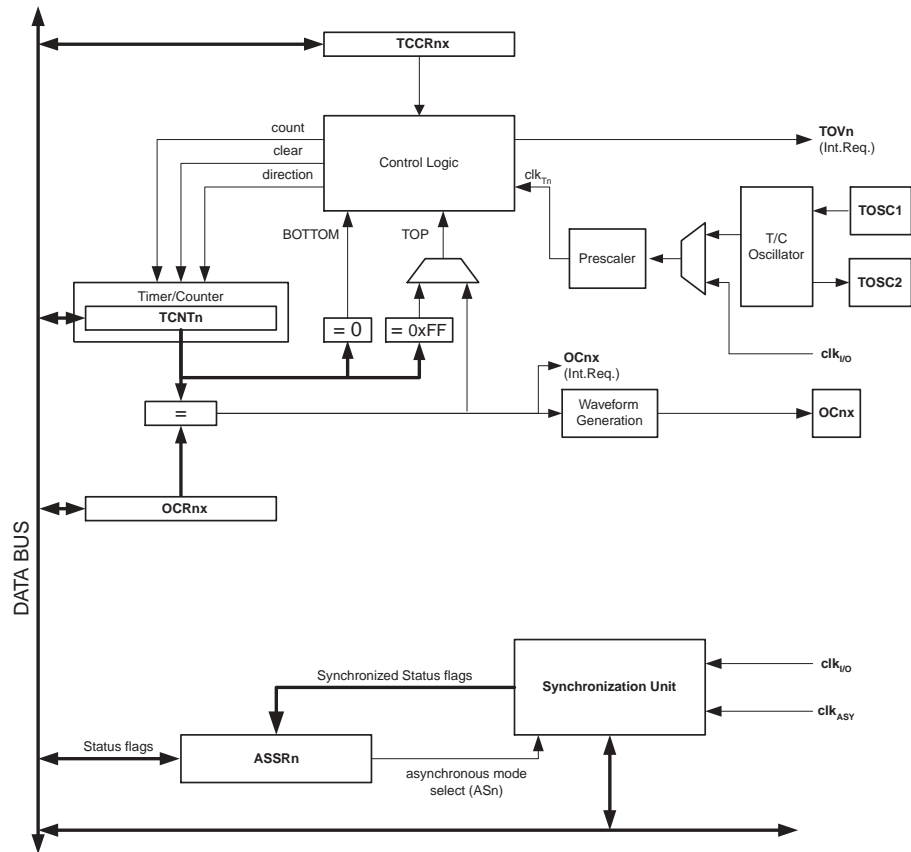 TCCRnx
count
clear
direction
Control Logic
TOVn
(Int.Req.)
clkTn
BOTTOM
TOP
TOSC1
T/C
Oscillator
Prescaler
TOSC2
Timer/Counter
TCNTn
= 0
= 0xFF
clkI/O
OCnx
(Int.Req.)
=
Waveform
Generation
OCnx
OCRnx
DATA BUS
Synchronized Status flags
Synchronization Unit
clkI/O
clkASY
Status flags
ASSRn
asynchronous mode
select (ASn)